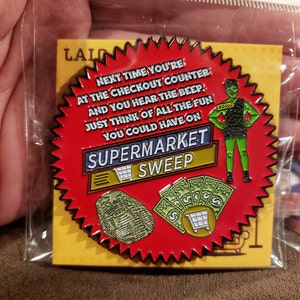 NEXT TIME YOU'RE
AT THE CHECKOUT COUNTER,
AND YOU HEAR THE BEEP,
JUST THINK OF ALL THE FUN
YOU COULD HAVE ON
SUPERMARKET
SWEEP